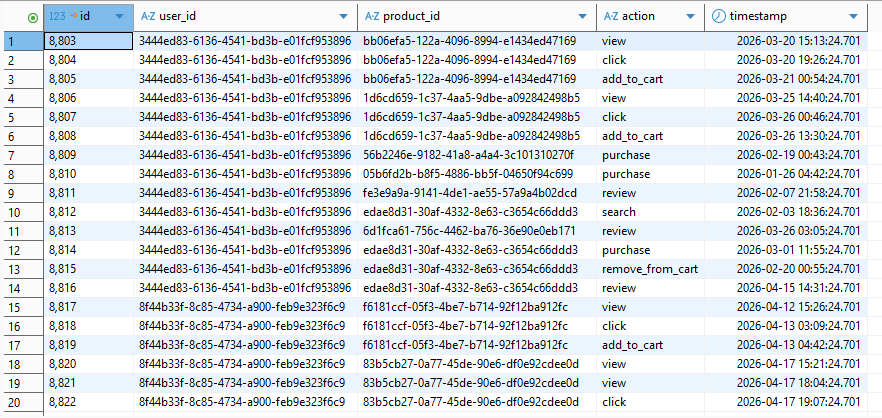 123 id A-Z user_id A-Z product_id A-Z action timestamp
1 8,803 3444ed83-6136-4541-bd3b-e01fcf953896 bb06efa5-122a-4096-8994-e1434ed47169 view 2026-03-20 15:13:24.701
2 8,804 3444ed83-6136-4541-bd3b-e01fcf953896 bb06efa5-122a-4096-8994-e1434ed47169 click 2026-03-20 19:26:24.701
3 8,805 3444ed83-6136-4541-bd3b-e01fcf953896 bb06efa5-122a-4096-8994-e1434ed47169 add_to_cart 2026-03-21 00:54:24.701
4 8,806 3444ed83-6136-4541-bd3b-e01fcf953896 1d6cd659-1c37-4aa5-9dbe-a092842498b5 view 2026-03-25 14:40:24.701
5 8,807 3444ed83-6136-4541-bd3b-e01fcf953896 1d6cd659-1c37-4aa5-9dbe-a092842498b5 click 2026-03-26 00:46:24.701
6 8,808 3444ed83-6136-4541-bd3b-e01fcf953896 1d6cd659-1c37-4aa5-9dbe-a092842498b5 add_to_cart 2026-03-26 13:30:24.701
7 8,809 3444ed83-6136-4541-bd3b-e01fcf953896 56b2246e-9182-41a8-a4a4-3c101310270f purchase 2026-02-19 00:43:24.701
8 8,810 3444ed83-6136-4541-bd3b-e01fcf953896 05b6fd2b-b8f5-4886-bb5f-04650f94c699 purchase 2026-01-26 04:42:24.701
9 8,811 3444ed83-6136-4541-bd3b-e01fcf953896 fe3e9a9a-9141-4de1-ae55-57a9a4b02dcd review 2026-02-07 21:58:24.701
10 8,812 3444ed83-6136-4541-bd3b-e01fcf953896 edae8d31-30af-4332-8e63-c3654c66ddd3 search 2026-02-03 18:36:24.701
11 8,813 3444ed83-6136-4541-bd3b-e01fcf953896 6d1fca61-756c-4462-ba76-36e90e0eb171 review 2026-03-26 03:05:24.701
12 8,814 3444ed83-6136-4541-bd3b-e01fcf953896 edae8d31-30af-4332-8e63-c3654c66ddd3 purchase 2026-03-01 11:55:24.701
13 8,815 3444ed83-6136-4541-bd3b-e01fcf953896 edae8d31-30af-4332-8e63-c3654c66ddd3 remove_from_cart 2026-02-20 00:55:24.701
14 8,816 3444ed83-6136-4541-bd3b-e01fcf953896 edae8d31-30af-4332-8e63-c3654c66ddd3 review 2026-04-15 14:31:24.701
15 8,817 8f44b33f-8c85-4734-a900-feb9e323f6c9 f6181ccf-05f3-4be7-b714-92f12ba912fc view 2026-04-12 15:26:24.701
16 8,818 8f44b33f-8c85-4734-a900-feb9e323f6c9 f6181ccf-05f3-4be7-b714-92f12ba912fc click 2026-04-13 03:09:24.701
17 8,819 8f44b33f-8c85-4734-a900-feb9e323f6c9 f6181ccf-05f3-4be7-b714-92f12ba912fc add_to_cart 2026-04-13 04:42:24.701
18 8,820 8f44b33f-8c85-4734-a900-feb9e323f6c9 83b5cb27-0a77-45de-90e6-df0e92cdee0d view 2026-04-17 15:21:24.701
19 8,821 8f44b33f-8c85-4734-a900-feb9e323f6c9 83b5cb27-0a77-45de-90e6-df0e92cdee0d view 2026-04-17 18:04:24.701
20 8,822 8f44b33f-8c85-4734-a900-feb9e323f6c9 83b5cb27-0a77-45de-90e6-df0e92cdee0d click 2026-04-17 19:07:24.701